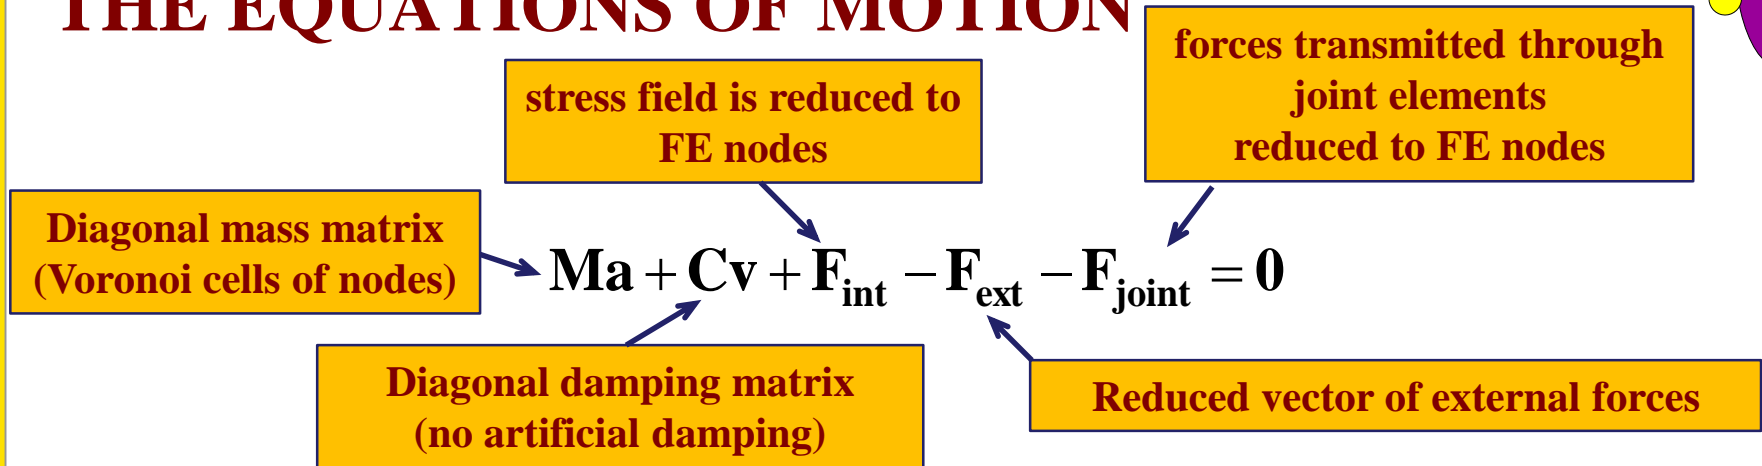 THE EQUATIONS OF MOTION
forces transmitted through
joint elements
reduced to FE nodes
stress field is reduced to
FE nodes
Diagonal mass matrix
(Voronoi cells of nodes)
Ma + Cv + F_int − F_ext − F_joint = 0
Diagonal damping matrix
(no artificial damping)
Reduced vector of external forces